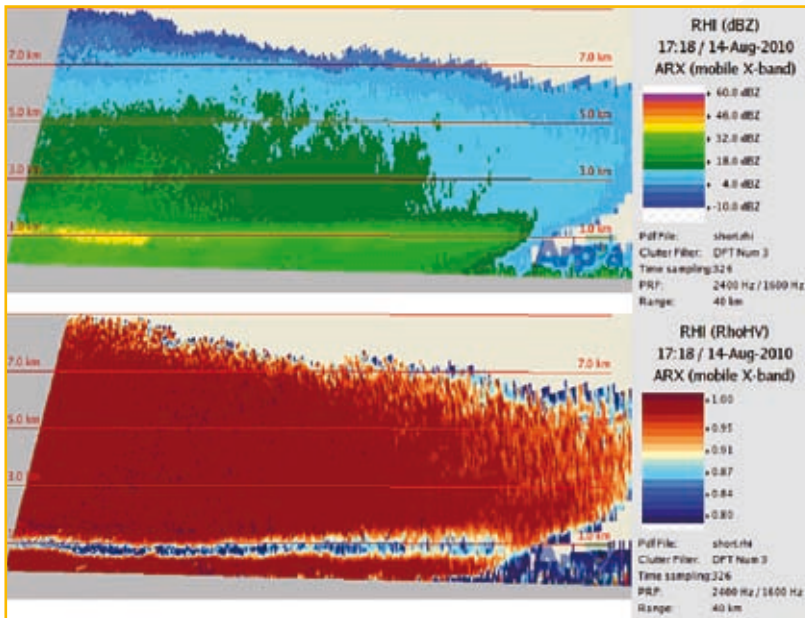 RHI (dBZ)
17:18 / 14-Aug-2010
ARX (mobile X-band)
7.0 km 7.0 km
60.0 dBZ
46.0 dBZ
5.0 km 5.0 km
32.0 dBZ
18.0 dBZ
3.0 km 3.0 km
4.0 dBZ
-10.0 dBZ
1.0 km 1.0 km
Pdf File: short.rhi
Clutter Filter: DFT Num 3
Time sampling: 326
PRF: 2400 Hz / 1600 Hz
Range: 40 km
RHI (RhoHV)
17:18 / 14-Aug-2010
ARX (mobile X-band)
7.0 km 7.0 km
1.00
5.0 km 5.0 km
0.95
0.91
3.0 km 3.0 km
0.87
0.84
0.80
1.0 km
Pdf File: short.rhi
Clutter Filter: DFT Num 3
Time sampling: 326
PRF: 2400 Hz / 1600 Hz
Range: 40 km